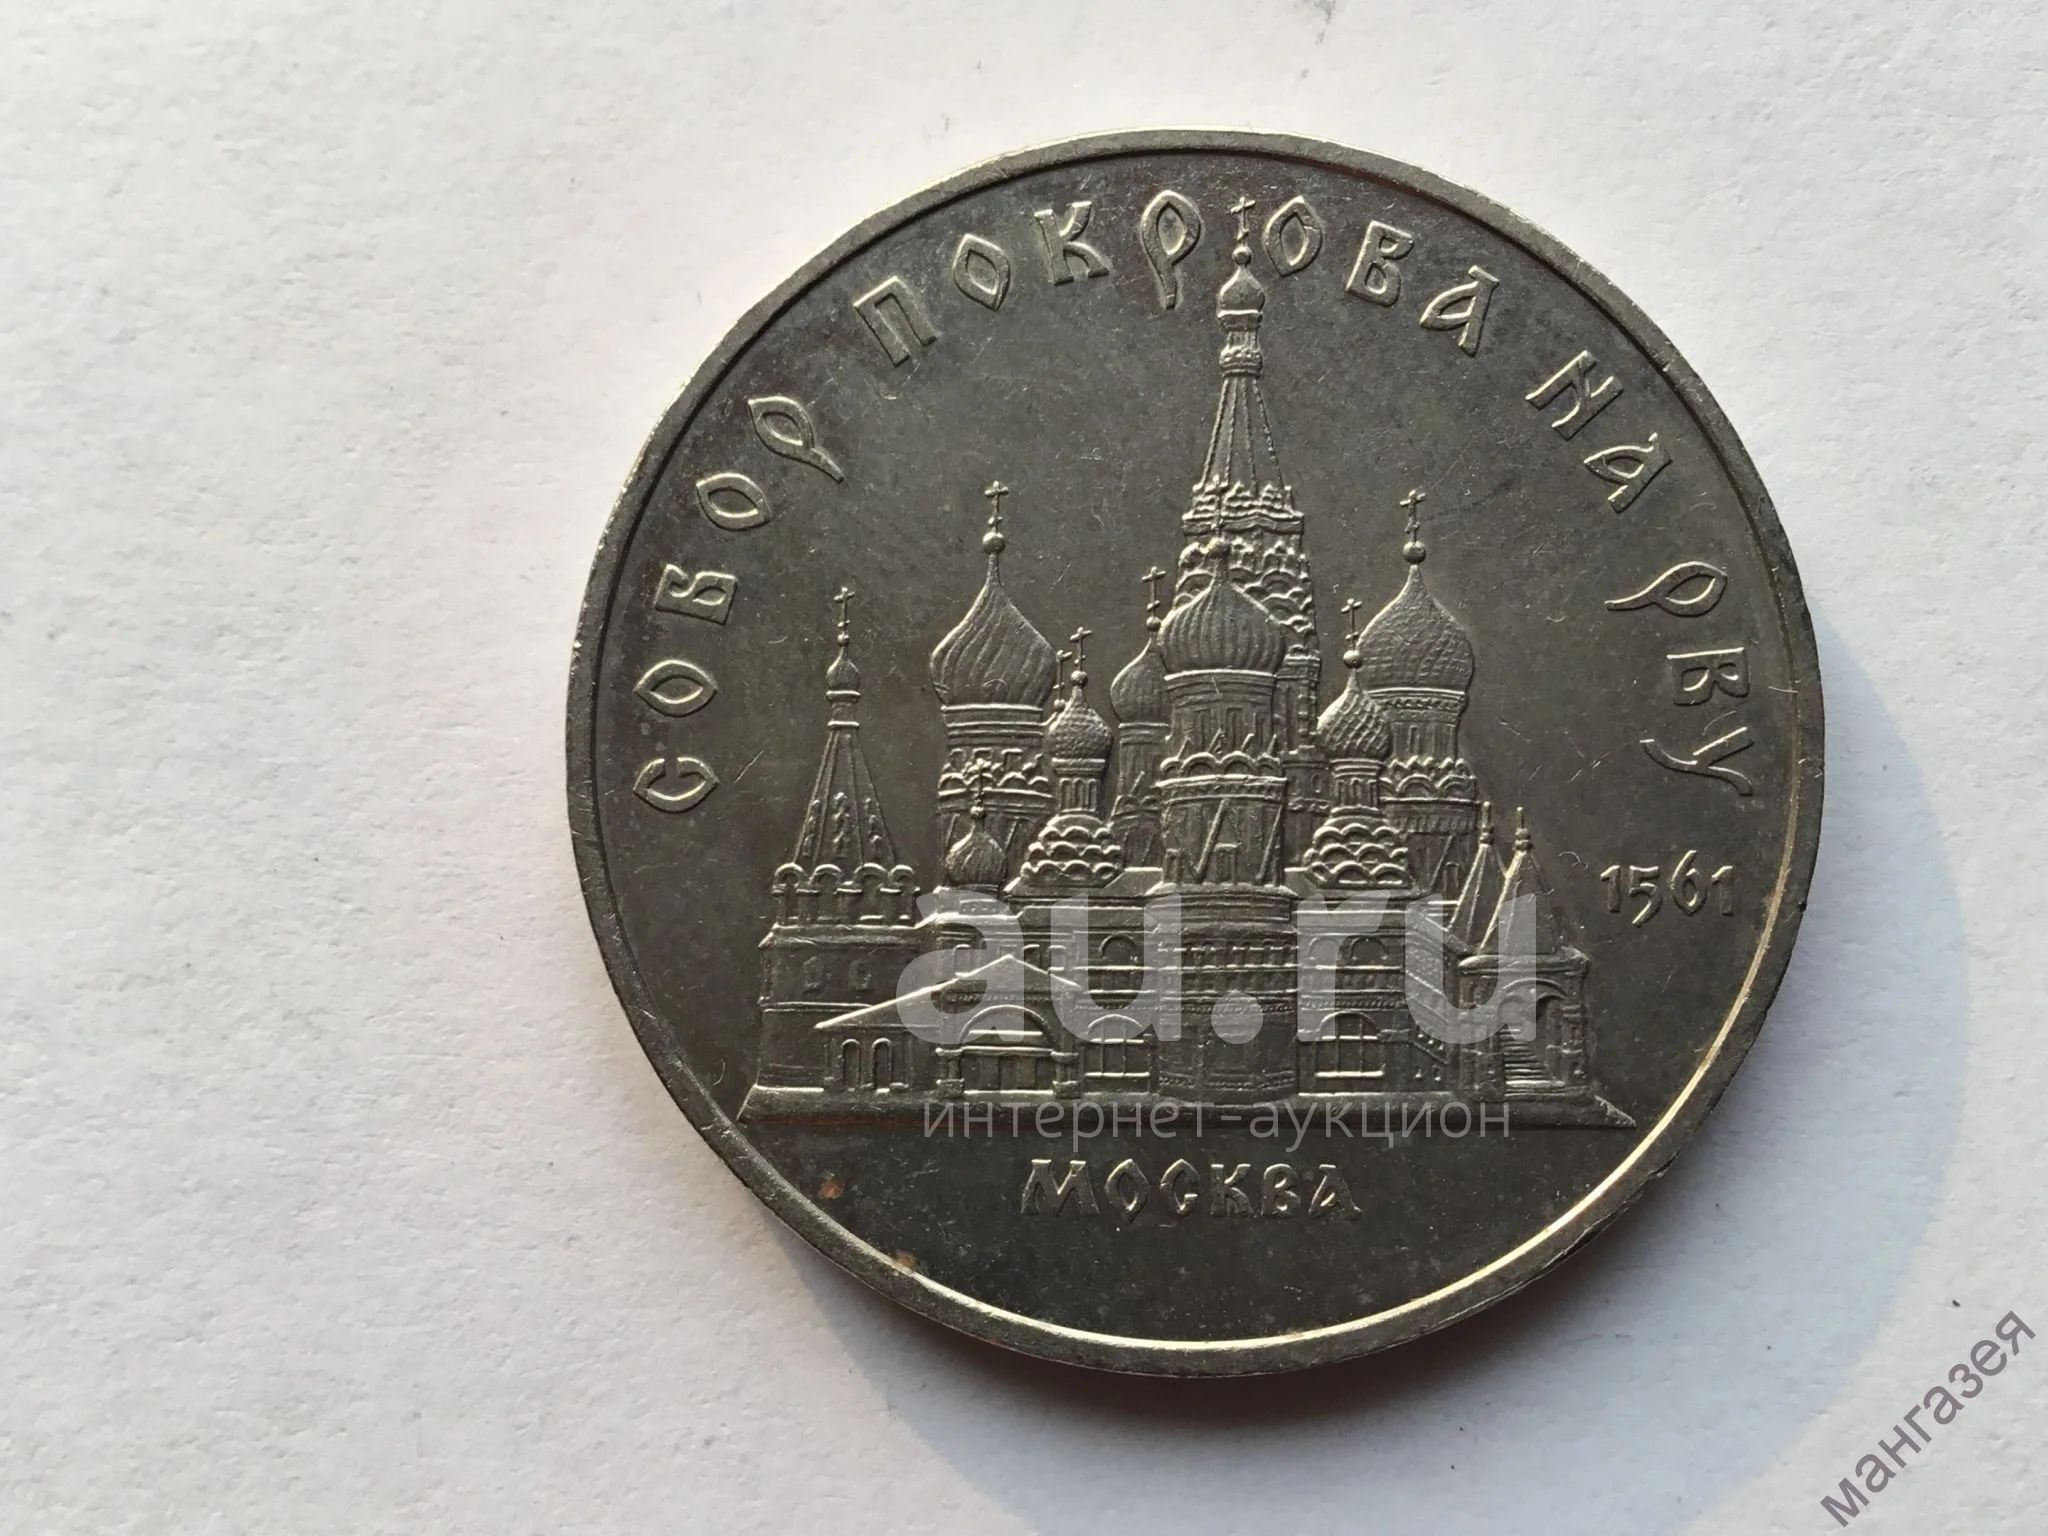 СОБОР ПОКРОВА НА РВУ
1561
au.ru
интернет-аукцион
МОСКВА
мангазея